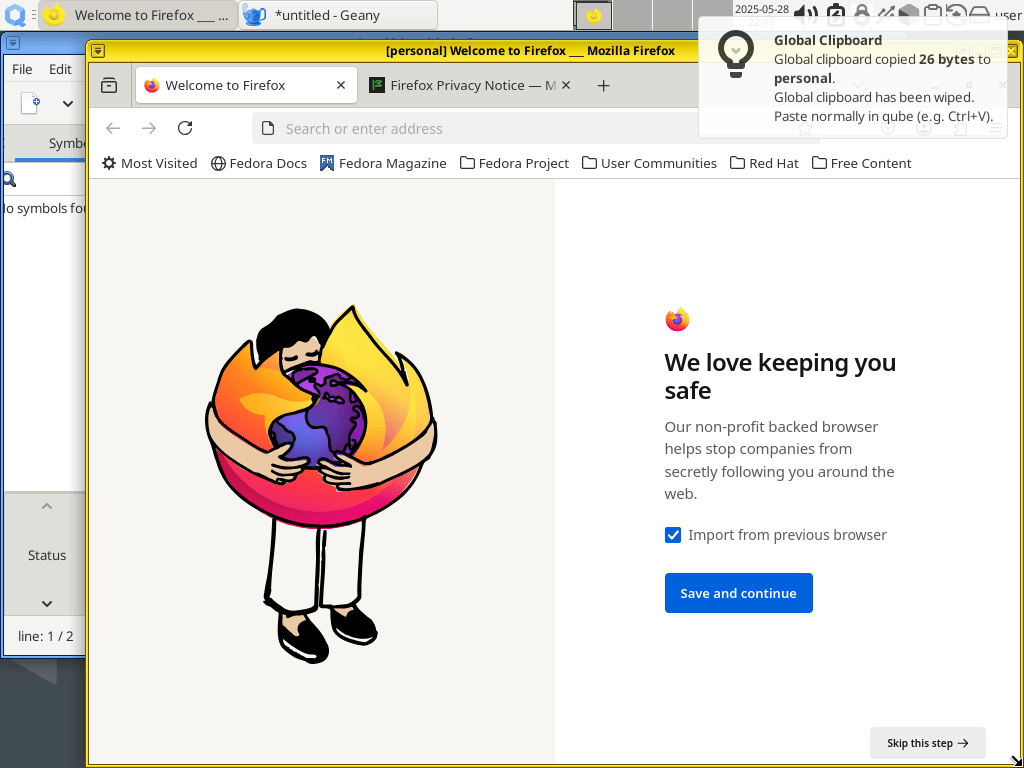 Welcome to Firefox ___ ...
*untitled - Geany
2025-05-28
22:17
user
[personal] Welcome to Firefox ___ Mozilla Firefox
Global Clipboard
Global clipboard copied 26 bytes to
personal.
Global clipboard has been wiped.
Paste normally in qube (e.g. Ctrl+V).
File Edit
Welcome to Firefox
Firefox Privacy Notice — M
Search or enter address
Most Visited
Fedora Docs
FM
Fedora Magazine
Fedora Project
User Communities
Red Hat
Free Content
Symbo
lo symbols fou
We love keeping you
safe
Our non-profit backed browser
helps stop companies from
secretly following you around the
web.
Import from previous browser
Save and continue
Status
line: 1 / 2
Skip this step